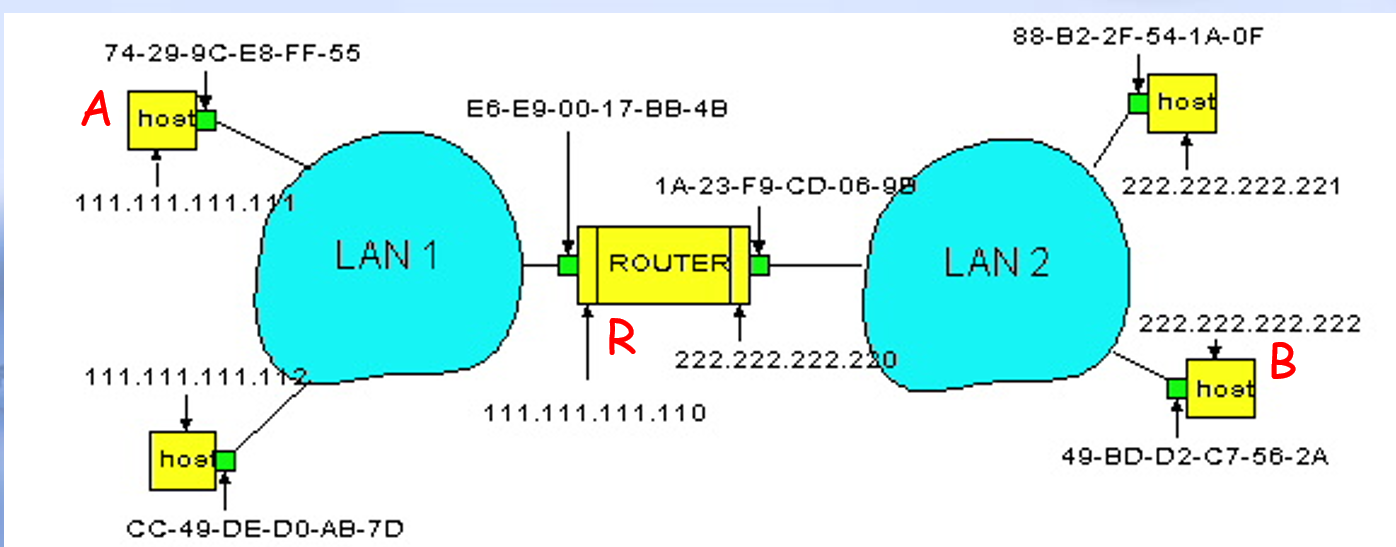 74-29-9C-E8-FF-55
88-B2-2F-54-1A-0F
A
host
E6-E9-00-17-BB-4B
host
111.111.111.111
1A-23-F9-CD-06-9B
222.222.222.221
LAN 1
ROUTER
LAN 2
R
222.222.222.222
111.111.111.112
222.222.222.220
B
host
111.111.111.110
host
49-BD-D2-C7-56-2A
CC-49-DE-D0-AB-7D